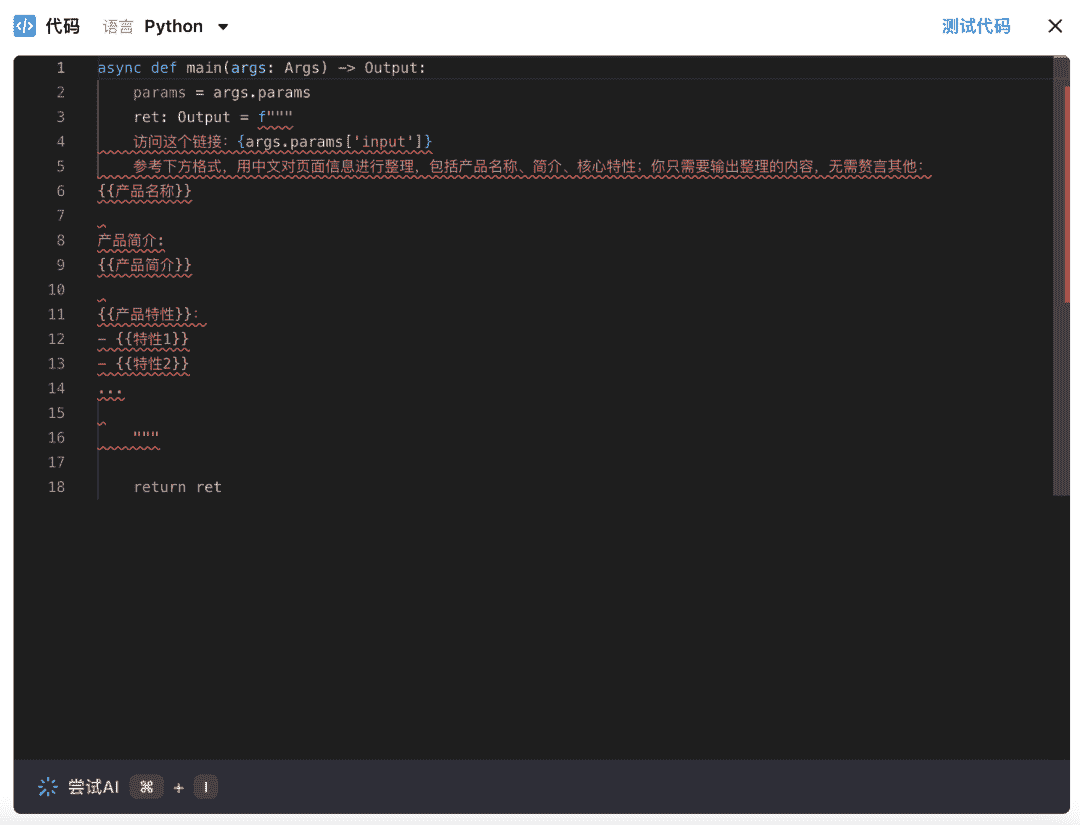 代码 语言 Python 测试代码
1 async def main(args: Args) -> Output:
2     params = args.params
3     ret: Output = f"""
4     访问这个链接：{args.params['input']}
5     参考下方格式，用中文对页面信息进行整理，包括产品名称、简介、核心特性；你只需要输出整理的内容，无需赘言其他：
6 {{产品名称}}
7
8 产品简介：
9 {{产品简介}}
10
11 {{产品特性}}：
12 - {{特性1}}
13 - {{特性2}}
14 ...
15
16     """
17
18     return ret
尝试AI ⌘ + I